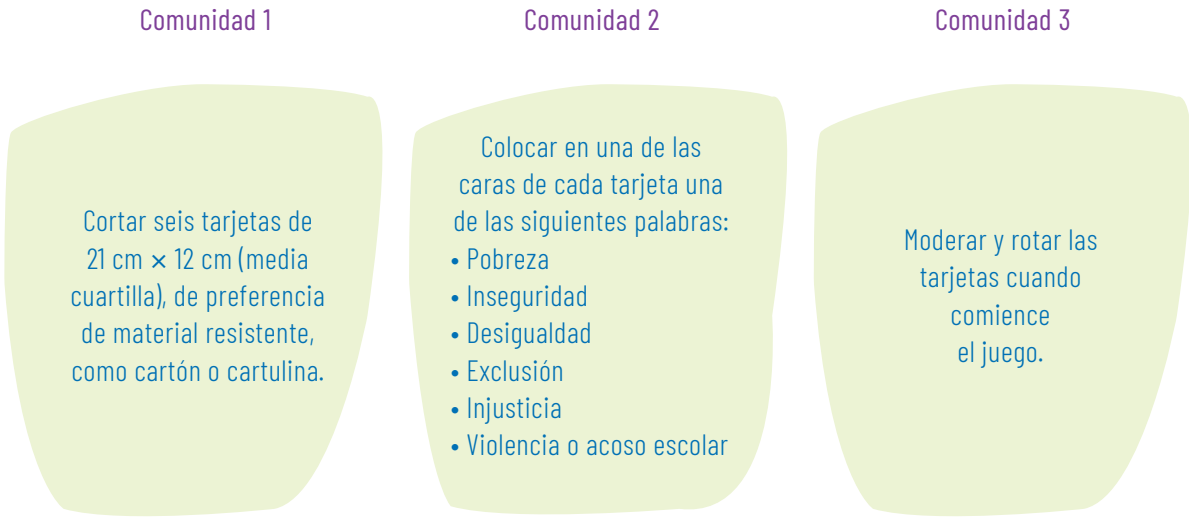 Comunidad 1
Cortar seis tarjetas de
21 cm × 12 cm (media
cuartilla), de preferencia
de material resistente,
como cartón o cartulina.
Comunidad 2
Colocar en una de las
caras de cada tarjeta una
de las siguientes palabras:
• Pobreza
• Inseguridad
• Desigualdad
• Exclusión
• Injusticia
• Violencia o acoso escolar
Comunidad 3
Moderar y rotar las
tarjetas cuando
comience
el juego.